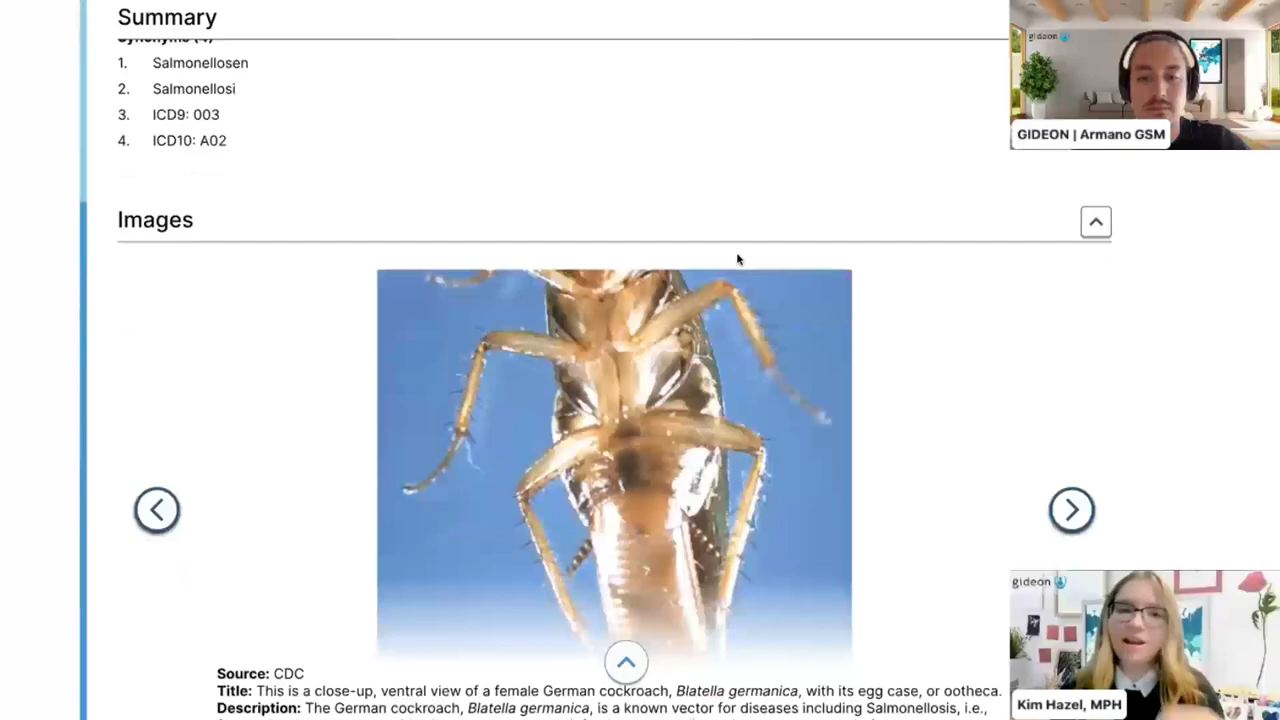 Summary
Synonyms (4)
1. Salmonellosen
2. Salmonellosi
3. ICD9: 003
4. ICD10: A02
Images
gideon
GIDEON | Armano GSM
Source: CDC
Title: This is a close-up, ventral view of a female German cockroach, Blatella germanica, with its egg case, or ootheca.
Description: The German cockroach, Blatella germanica, is a known vector for diseases including Salmonellosis, i.e.,
gideon
Kim Hazel, MPH